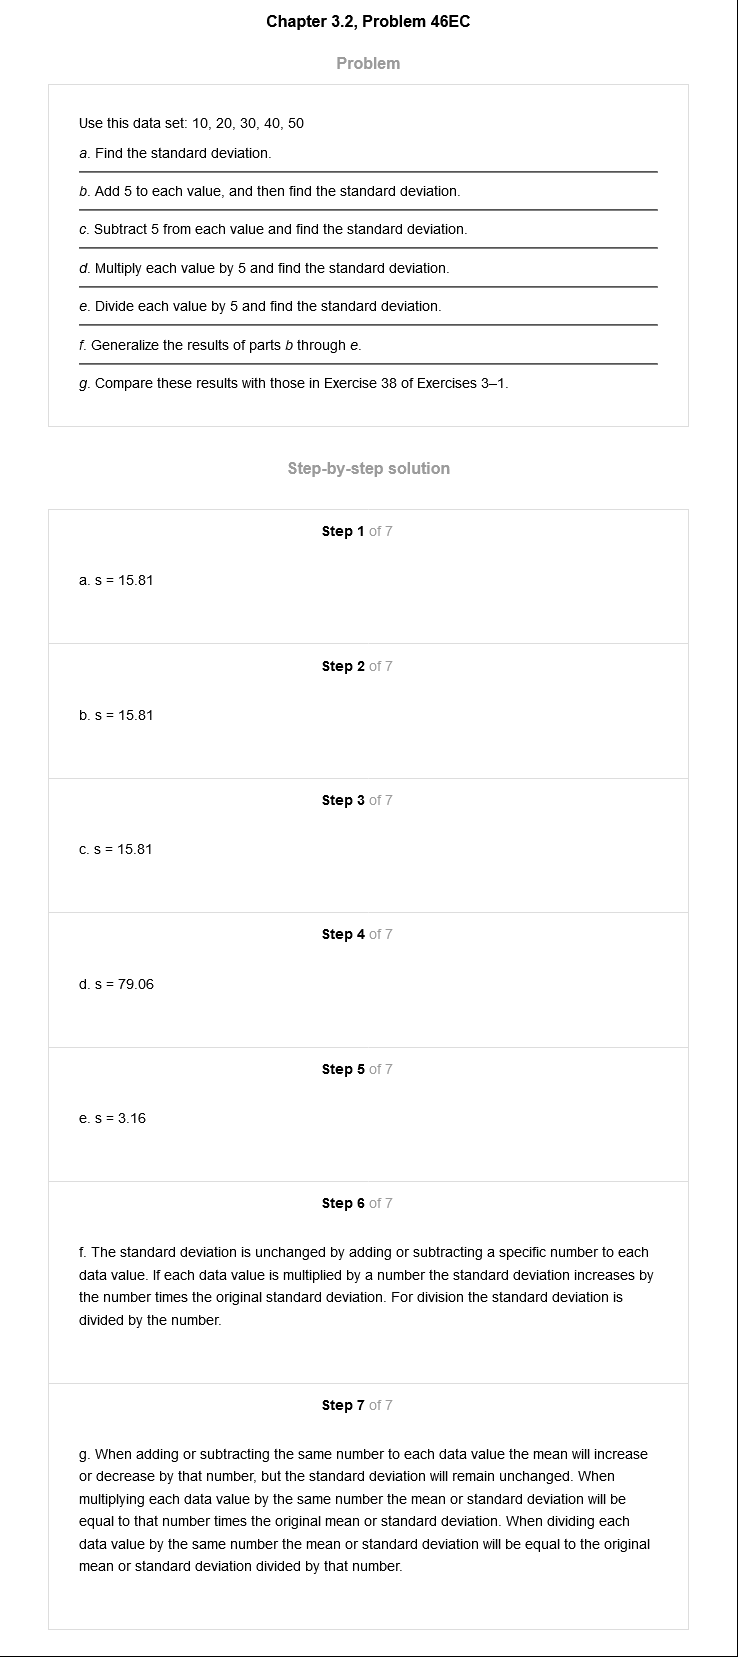 Chapter 3.2, Problem 46EC
Problem
Use this data set: 10, 20, 30, 40, 50
a. Find the standard deviation.
b. Add 5 to each value, and then find the standard deviation.
c. Subtract 5 from each value and find the standard deviation.
d. Multiply each value by 5 and find the standard deviation.
e. Divide each value by 5 and find the standard deviation.
f. Generalize the results of parts b through e.
g. Compare these results with those in Exercise 38 of Exercises 3–1.
Step-by-step solution
Step 1 of 7
a. s = 15.81
Step 2 of 7
b. s = 15.81
Step 3 of 7
c. s = 15.81
Step 4 of 7
d. s = 79.06
Step 5 of 7
e. s = 3.16
Step 6 of 7
f. The standard deviation is unchanged by adding or subtracting a specific number to each
data value. If each data value is multiplied by a number the standard deviation increases by
the number times the original standard deviation. For division the standard deviation is
divided by the number.
Step 7 of 7
g. When adding or subtracting the same number to each data value the mean will increase
or decrease by that number, but the standard deviation will remain unchanged. When
multiplying each data value by the same number the mean or standard deviation will be
equal to that number times the original mean or standard deviation. When dividing each
data value by the same number the mean or standard deviation will be equal to the original
mean or standard deviation divided by that number.